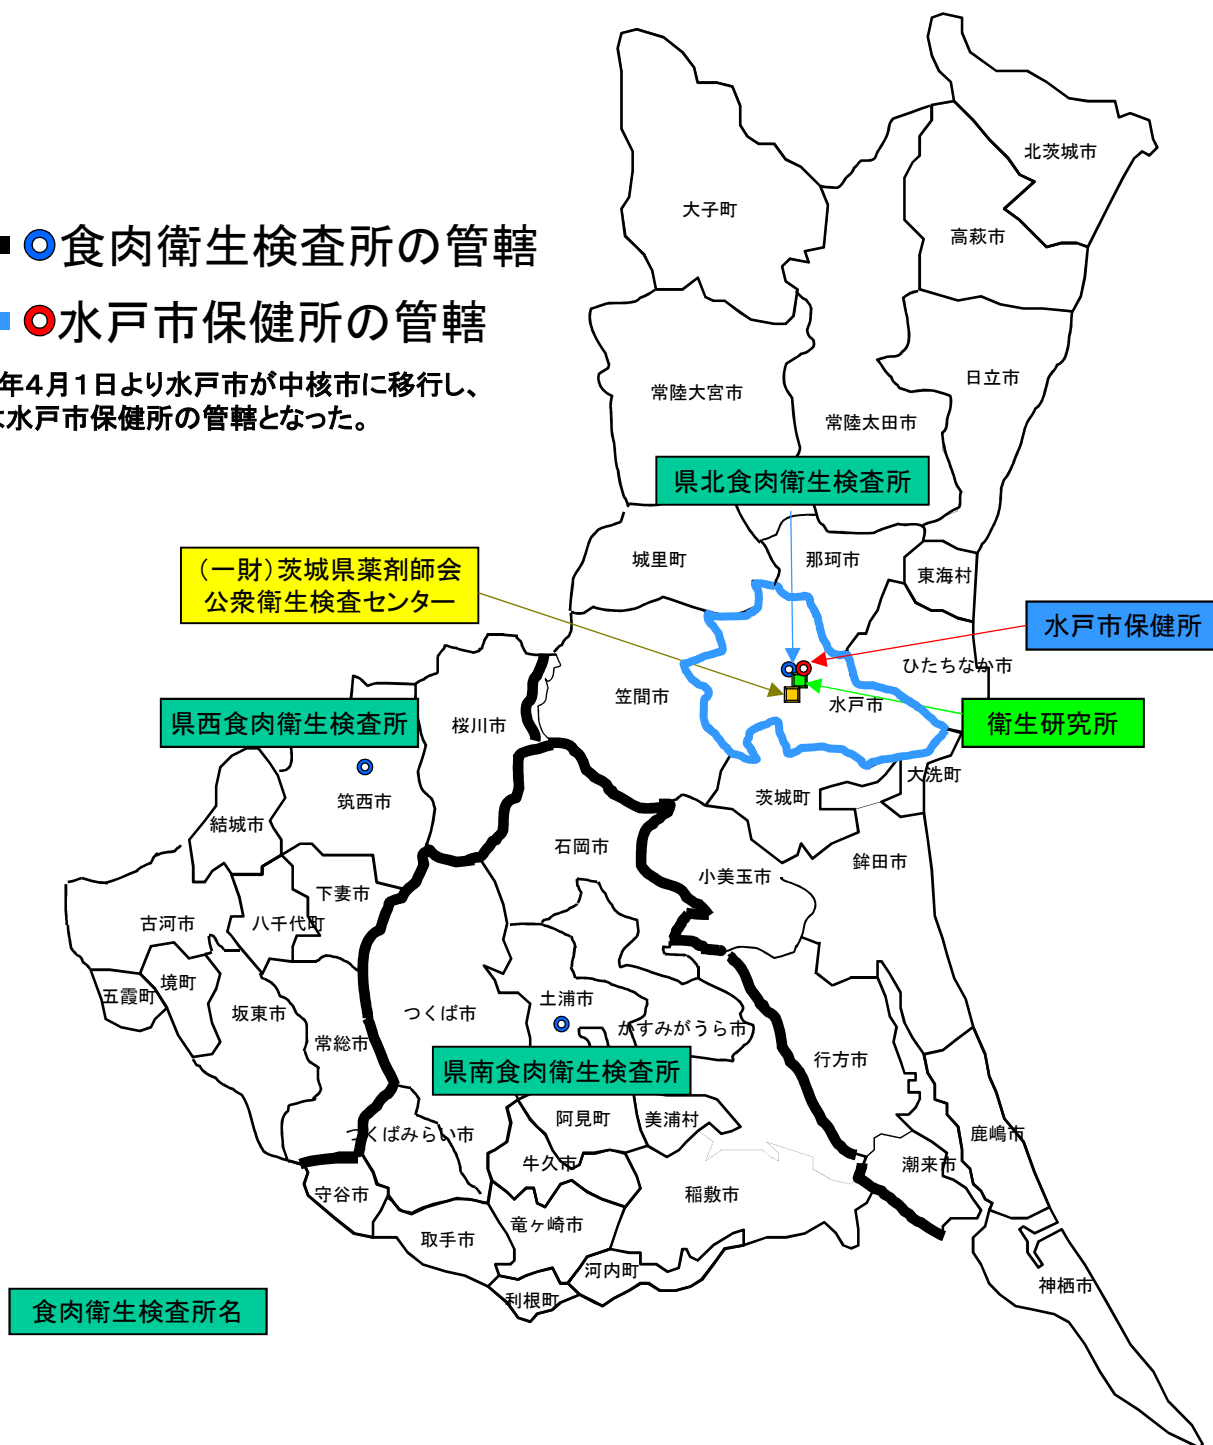 食肉衛生検査所の管轄
水戸市保健所の管轄
年4月1日より水戸市が中核市に移行し、
水戸市保健所の管轄となった。
北茨城市
大子町
高萩市
日立市
常陸大宮市
常陸太田市
県北食肉衛生検査所
城里町
那珂市
東海村
(一財)茨城県薬剤師会
公衆衛生検査センター
水戸市保健所
ひたちなか市
笠間市
水戸市
衛生研究所
県西食肉衛生検査所
桜川市
大洗町
茨城町
筑西市
結城市
石岡市
鉾田市
小美玉市
下妻市
古河市
八千代町
境町
五霞町
坂東市
つくば市
土浦市
かすみがうら市
常総市
行方市
県南食肉衛生検査所
阿見町
美浦村
つくばみらい市
鹿嶋市
牛久市
潮来市
守谷市
稲敷市
竜ヶ崎市
取手市
河内町
利根町
神栖市
食肉衛生検査所名